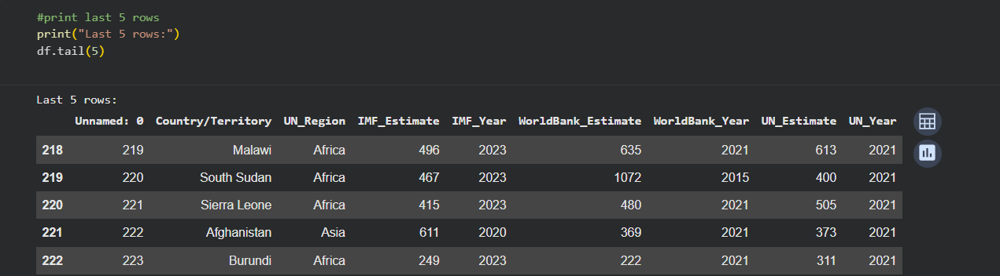 #print last 5 rows
print("Last 5 rows:")
df.tail(5)
Last 5 rows:
Unnamed: 0 Country/Territory UN_Region IMF_Estimate IMF_Year WorldBank_Estimate WorldBank_Year UN_Estimate UN_Year
218 219 Malawi Africa 496 2023 635 2021 613 2021
219 220 South Sudan Africa 467 2023 1072 2015 400 2021
220 221 Sierra Leone Africa 415 2023 480 2021 505 2021
221 222 Afghanistan Asia 611 2020 369 2021 373 2021
222 223 Burundi Africa 249 2023 222 2021 311 2021